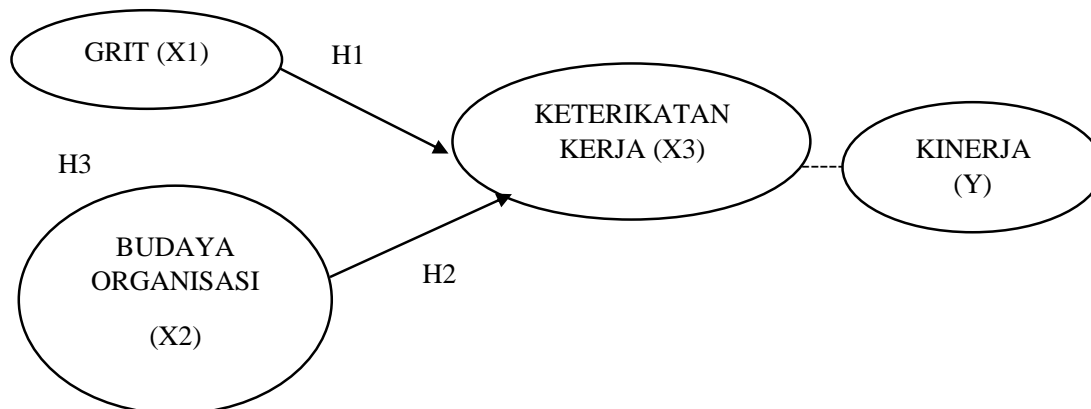 GRIT (X1)
H1
KETERIKATAN
KERJA (X3)
KINERJA
(Y)
H3
BUDAYA
ORGANISASI
(X2)
H2